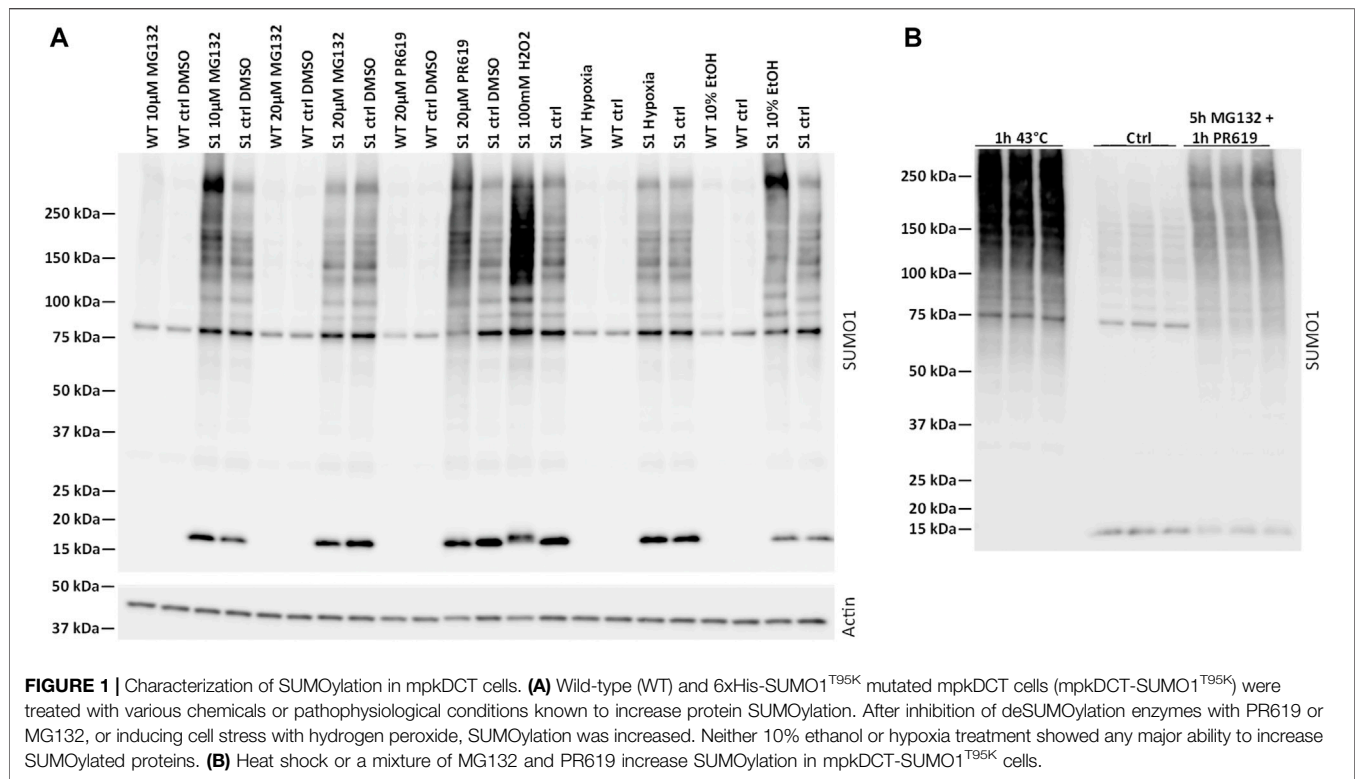 A
WT 10µM MG132
WT ctrl DMSO
S1 10µM MG132
S1 ctrl DMSO
WT 20µM MG132
WT ctrl DMSO
S1 20µM MG132
S1 ctrl DMSO
WT 20µM PR619
WT ctrl DMSO
S1 20µM PR619
S1 ctrl DMSO
S1 100mM H2O2
S1 ctrl
WT Hypoxia
WT ctrl
S1 Hypoxia
S1 ctrl
WT 10% EtOH
WT ctrl
S1 10% EtOH
S1 ctrl
250 kDa
150 kDa
100 kDa
75 kDa
50 kDa
37 kDa
25 kDa
20 kDa
15 kDa
SUMO1
50 kDa
37 kDa
Actin
B
1h 43°C
Ctrl
5h MG132 +
1h PR619
250 kDa
150 kDa
100 kDa
75 kDa
50 kDa
37 kDa
25 kDa
20 kDa
15 kDa
SUMO1
FIGURE 1 | Characterization of SUMOylation in mpkDCT cells. (A) Wild-type (WT) and 6xHis-SUMO1T95K mutated mpkDCT cells (mpkDCT-SUMO1T95K) were
treated with various chemicals or pathophysiological conditions known to increase protein SUMOylation. After inhibition of deSUMOylation enzymes with PR619 or
MG132, or inducing cell stress with hydrogen peroxide, SUMOylation was increased. Neither 10% ethanol or hypoxia treatment showed any major ability to increase
SUMOylated proteins. (B) Heat shock or a mixture of MG132 and PR619 increase SUMOylation in mpkDCT-SUMO1T95K cells.